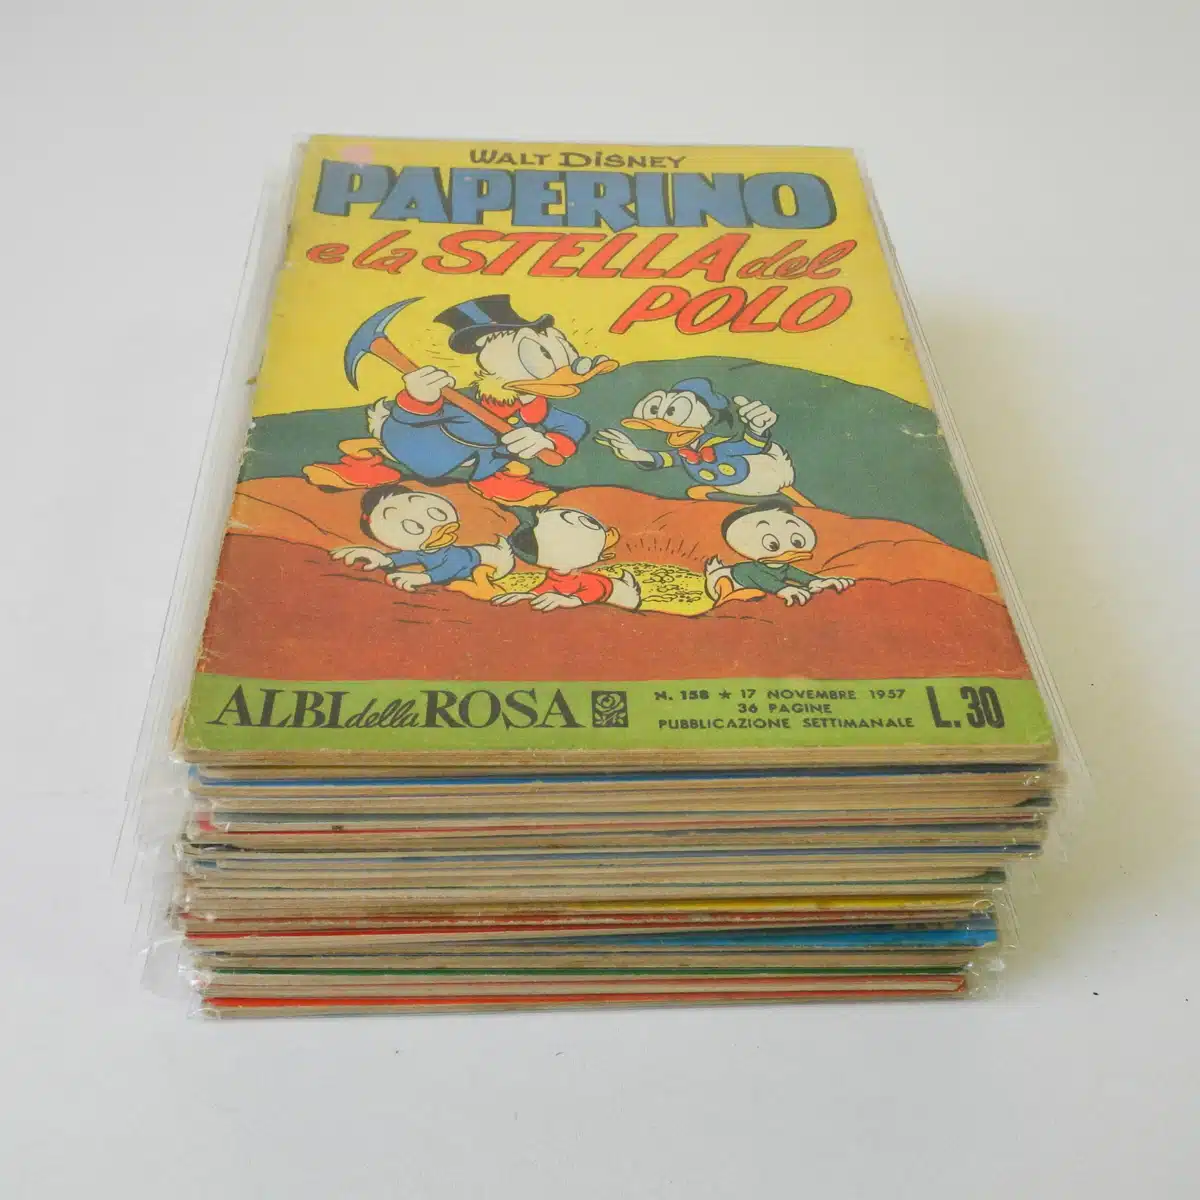 WALT DISNEY
PAPERINO
e la STELLA del
POLO
ALBI della ROSA
N. 158 ★ 17 NOVEMBRE 1957
36 PAGINE
PUBBLICAZIONE SETTIMANALE
L.30